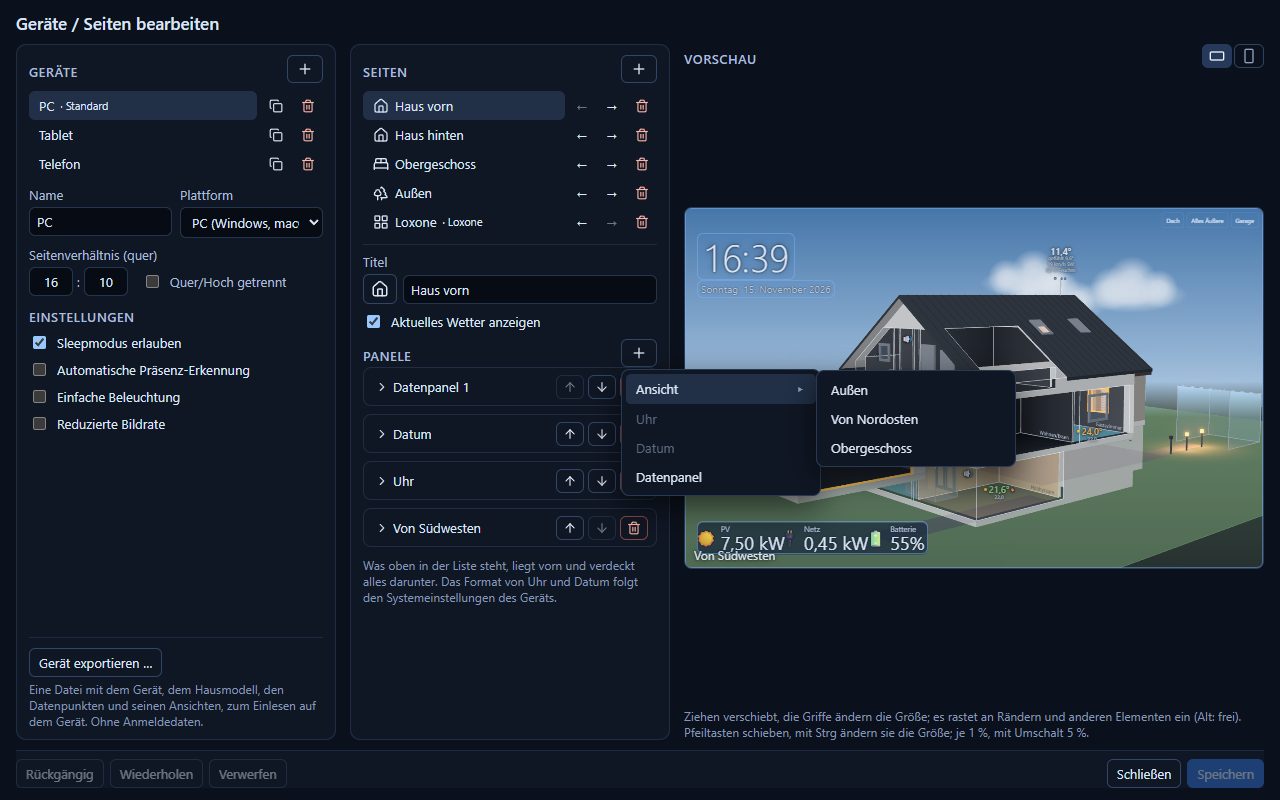 Geräte / Seiten bearbeiten
GERÄTE
PC · Standard
Tablet
Telefon
Name
Plattform
PC
PC (Windows, mac
Seitenverhältnis (quer)
16 : 10
Quer/Hoch getrennt
EINSTELLUNGEN
Sleepmodus erlauben
Automatische Präsenz-Erkennung
Einfache Beleuchtung
Reduzierte Bildrate
Gerät exportieren ...
Eine Datei mit dem Gerät, dem Hausmodell, den
Datenpunkten und seinen Ansichten, zum Einlesen auf
dem Gerät. Ohne Anmeldedaten.
SEITEN
Haus vorn
Haus hinten
Obergeschoss
Außen
Loxone · Loxone
Titel
Haus vorn
Aktuelles Wetter anzeigen
PANELE
Datenpanel 1
Datum
Uhr
Von Südwesten
Was oben in der Liste steht, liegt vorn und verdeckt
alles darunter. Das Format von Uhr und Datum folgt
den Systemeinstellungen des Geräts.
Ansicht
Uhr
Datum
Datenpanel
Außen
Von Nordosten
Obergeschoss
VORSCHAU
Dach
Alles Äußere
Garage
16:39
Sonntag, 15. November 2026
11,4°
24,0°
21,6°
PV
7,50 kW
Netz
0,45 kW
Batterie
55%
Von Südwesten
Ziehen verschiebt, die Griffe ändern die Größe; es rastet an Rändern und anderen Elementen ein (Alt: frei).
Pfeiltasten schieben, mit Strg ändern sie die Größe; je 1 %, mit Umschalt 5 %.
Rückgängig
Wiederholen
Verwerfen
Schließen
Speichern